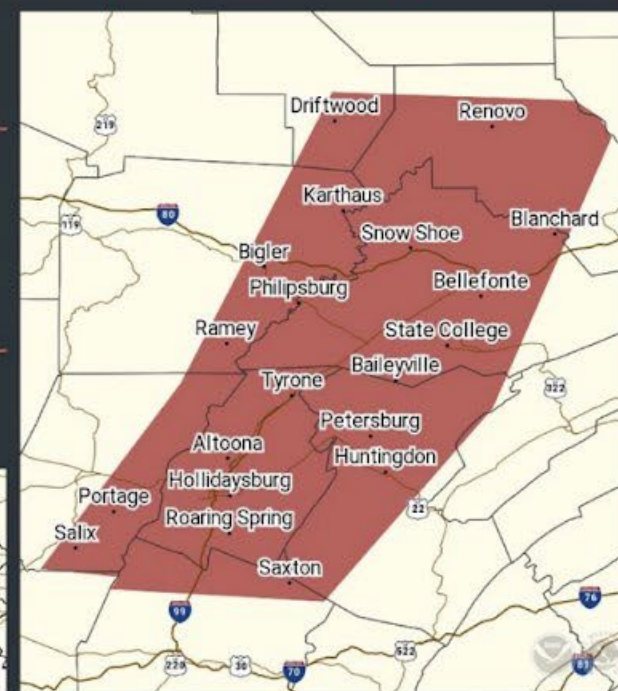 Driftwood
Renovo
219
Karthaus
80
119
Snow Shoe
Blanchard
Bigler
Philipsburg
Bellefonte
Ramey
State College
Baileyville
Tyrone
322
Petersburg
Altoona
Huntingdon
Hollidaysburg
Portage
22
Roaring Spring
Salix
Saxton
99
76
522
220
30
70
81